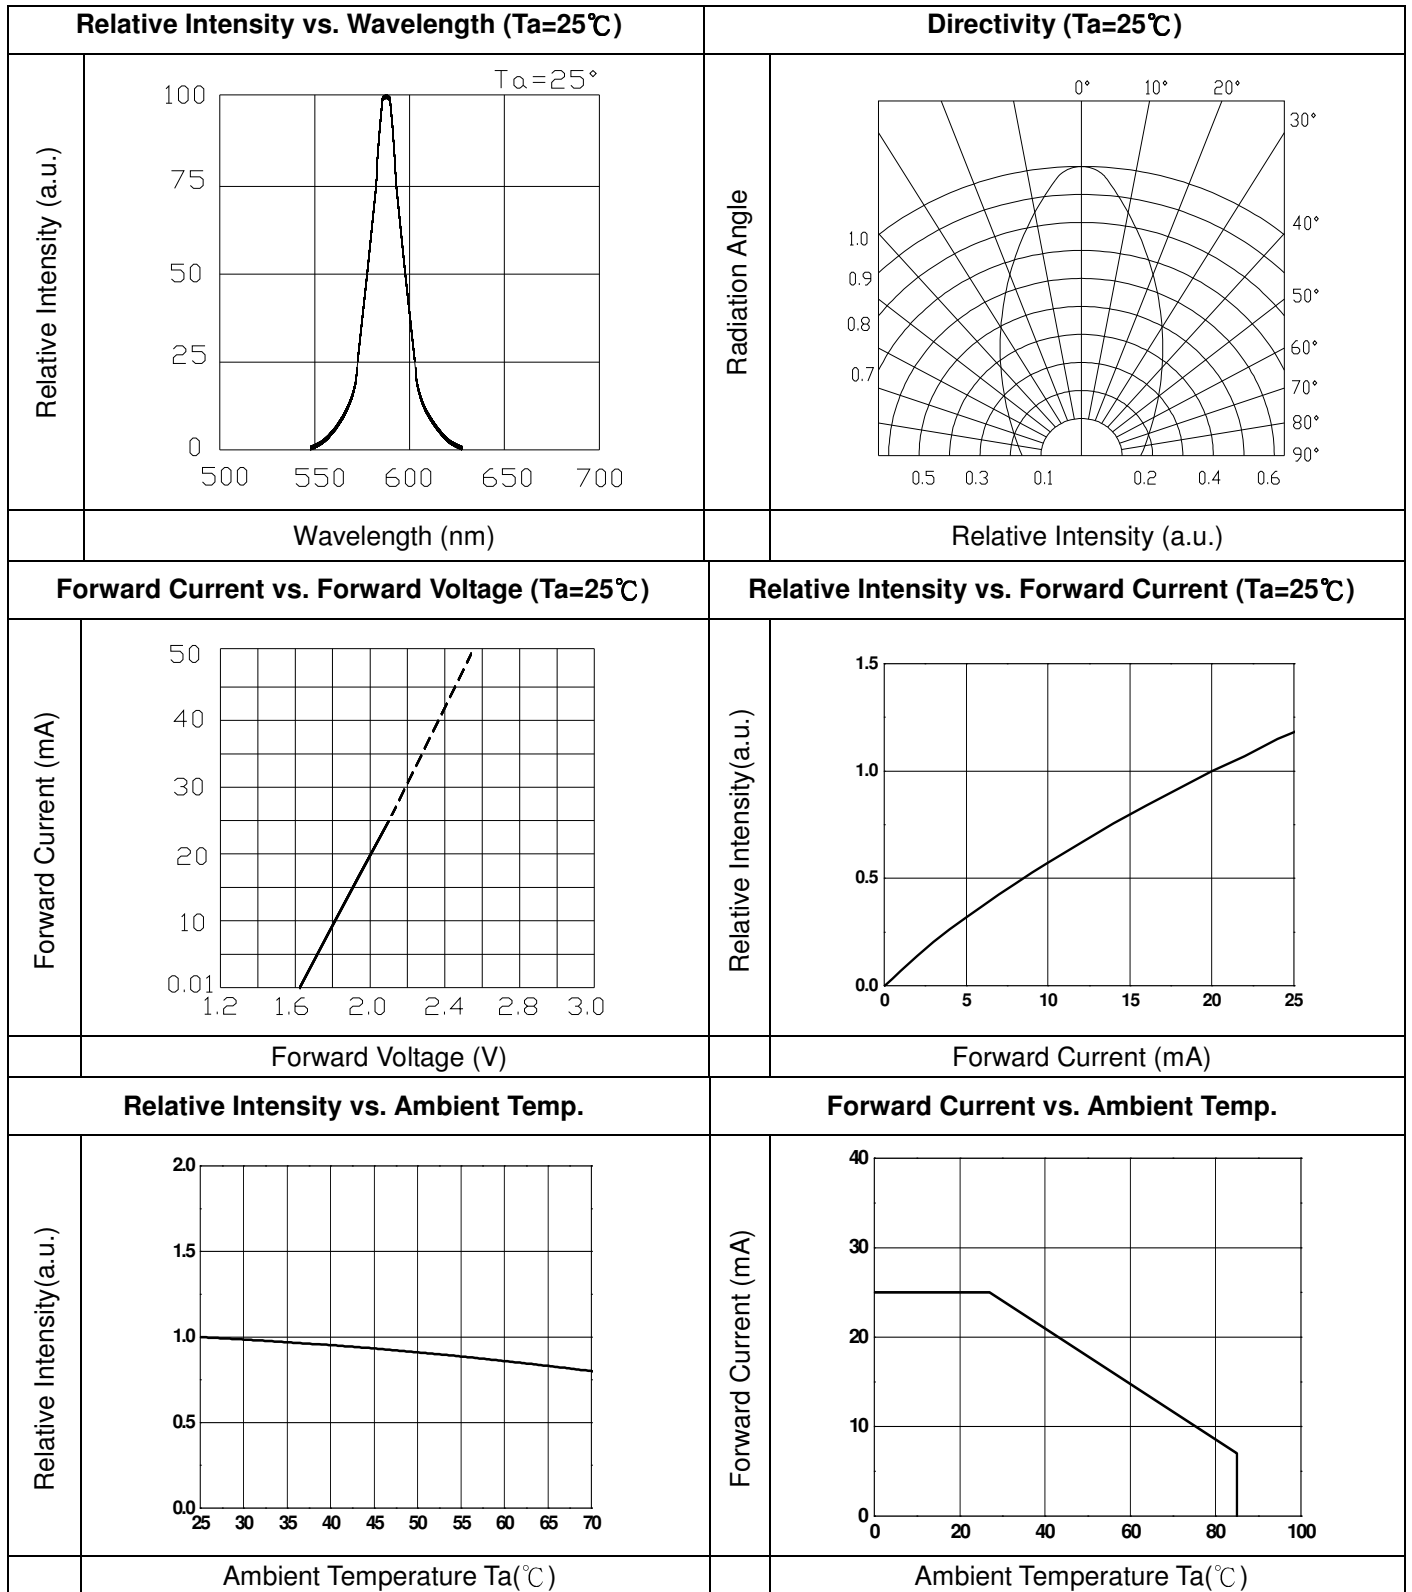 Relative Intensity vs. Wavelength (Ta=25℃)
Directivity (Ta=25℃)
Relative Intensity (a.u.)
Ta=25°
100
75
50
25
0
500 550 600 650 700
Wavelength (nm)
Radiation Angle
0° 10° 20°
30°
40°
50°
60°
70°
80°
90°
1.0
0.9
0.8
0.7
0.5 0.3 0.1 0.2 0.4 0.6
Relative Intensity (a.u.)
Forward Current vs. Forward Voltage (Ta=25℃)
Relative Intensity vs. Forward Current (Ta=25℃)
Forward Current (mA)
50
40
30
20
10
0.01
1.2 1.6 2.0 2.4 2.8 3.0
Forward Voltage (V)
Relative Intensity(a.u.)
1.5
1.0
0.5
0.0
0 5 10 15 20 25
Forward Current (mA)
Relative Intensity vs. Ambient Temp.
Forward Current vs. Ambient Temp.
Relative Intensity(a.u.)
2.0
1.5
1.0
0.5
0.0
25 30 35 40 45 50 55 60 65 70
Ambient Temperature Ta(℃)
Forward Current (mA)
40
30
20
10
0
0 20 40 60 80 100
Ambient Temperature Ta(℃)